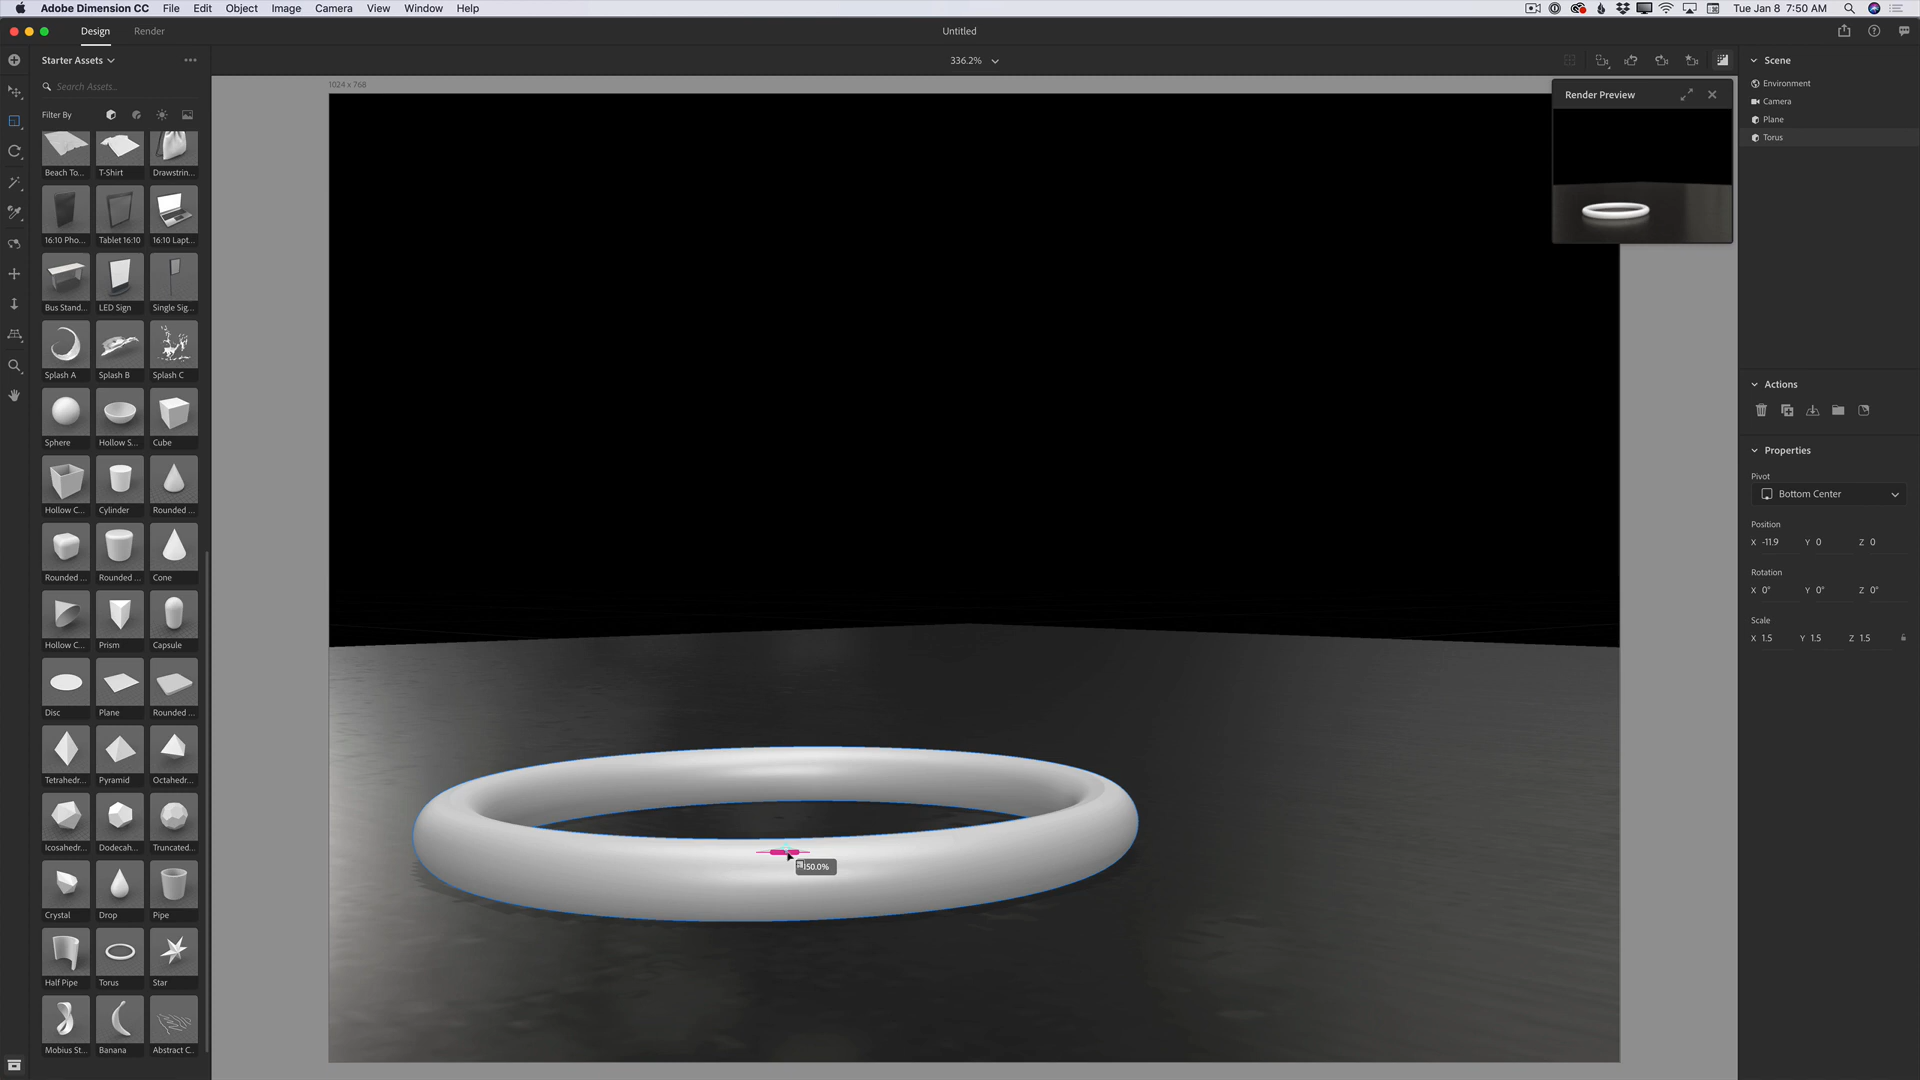 Adobe Dimension CC File Edit Object Image Camera View Window Help
Tue Jan 8 7:50 AM
Design Render
Untitled
Starter Assets
336.2%
Search Assets...
Filter By
1024 x 768
Beach To... T-Shirt Drawstrin...
16:10 Pho... Tablet 16:10 16:10 Lapt...
Bus Stand... LED Sign Single Sig...
Splash A Splash B Splash C
Sphere Hollow S... Cube
Hollow C... Cylinder Rounded ...
Rounded ... Rounded ... Cone
Hollow C... Prism Capsule
Disc Plane Rounded ...
Tetrahedr... Pyramid Octahedr...
Icosahedr... Dodecah... Truncated...
Crystal Drop Pipe
Half Pipe Torus Star
Mobius St... Banana Abstract C...
150.0%
Render Preview
Scene
Environment
Camera
Plane
Torus
Actions
Properties
Pivot
Bottom Center
Position
X -11.9 Y 0 Z 0
Rotation
X 0° Y 0° Z 0°
Scale
X 1.5 Y 1.5 Z 1.5